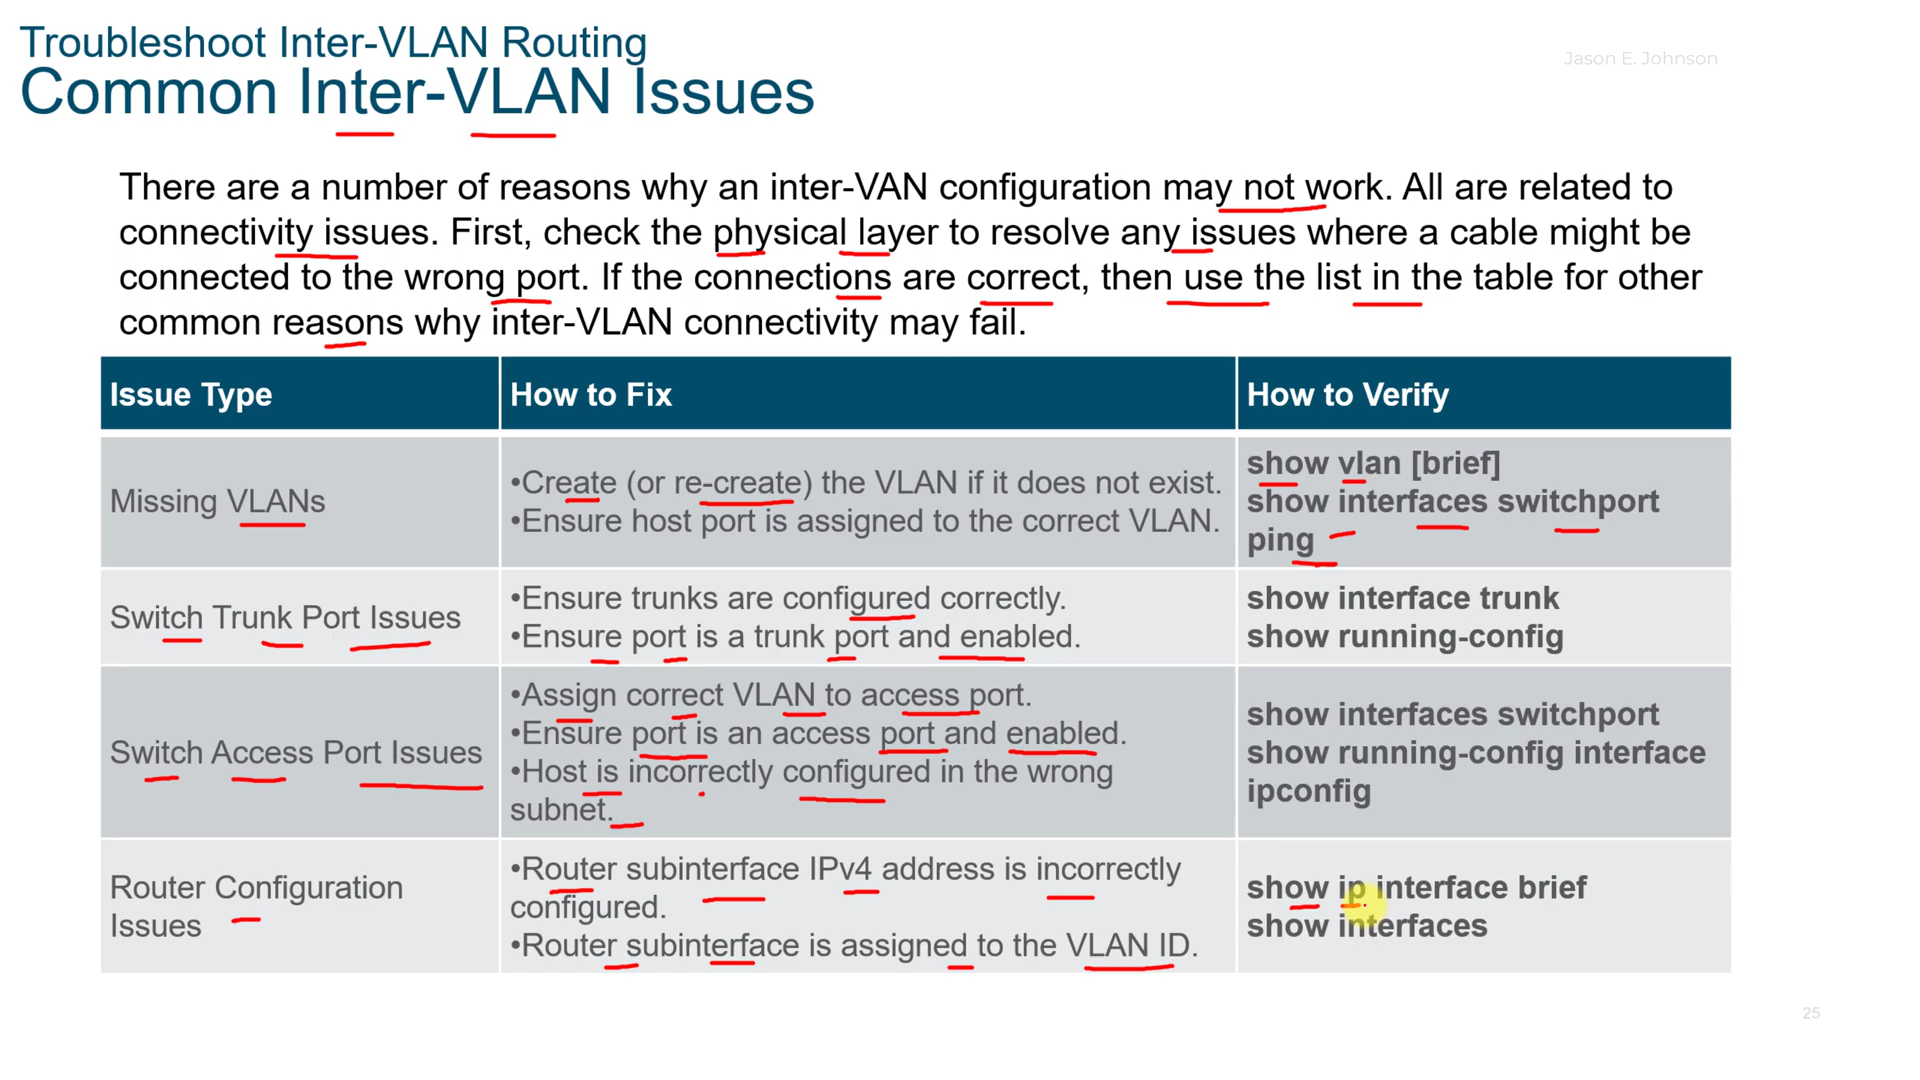 Troubleshoot Inter-VLAN Routing
Jason E. Johnson
Common Inter-VLAN Issues
There are a number of reasons why an inter-VAN configuration may not work. All are related to
connectivity issues. First, check the physical layer to resolve any issues where a cable might be
connected to the wrong port. If the connections are correct, then use the list in the table for other
common reasons why inter-VLAN connectivity may fail.
Issue Type
How to Fix
How to Verify
Missing VLANs
•Create (or re-create) the VLAN if it does not exist.
•Ensure host port is assigned to the correct VLAN.
show vlan [brief]
show interfaces switchport
ping
Switch Trunk Port Issues
•Ensure trunks are configured correctly.
•Ensure port is a trunk port and enabled.
show interface trunk
show running-config
Switch Access Port Issues
•Assign correct VLAN to access port.
•Ensure port is an access port and enabled.
•Host is incorrectly configured in the wrong
subnet.
show interfaces switchport
show running-config interface
ipconfig
Router Configuration
Issues
•Router subinterface IPv4 address is incorrectly
configured.
•Router subinterface is assigned to the VLAN ID.
show ip interface brief
show interfaces
25